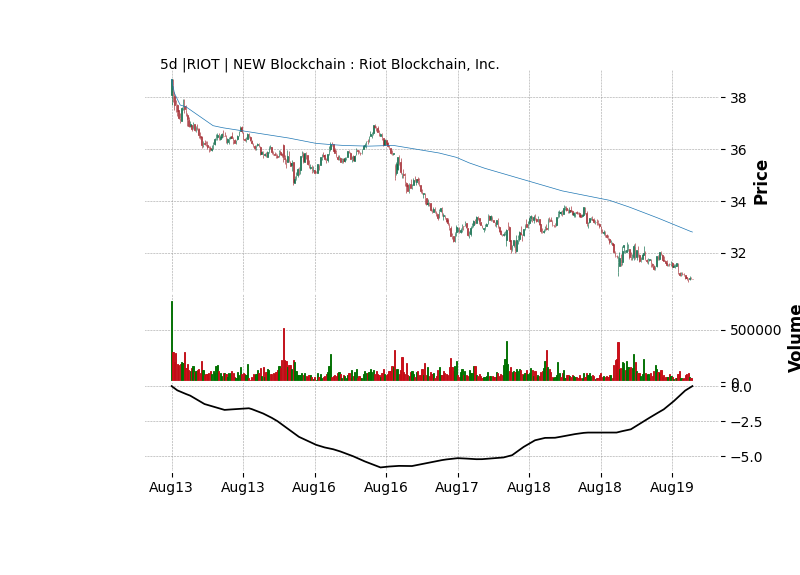 5d |RIOT | NEW Blockchain : Riot Blockchain, Inc.
38
36
34
32
Price
500000
0
Volume
0.0
−2.5
−5.0
Aug13 Aug13 Aug16 Aug16 Aug17 Aug18 Aug18 Aug19